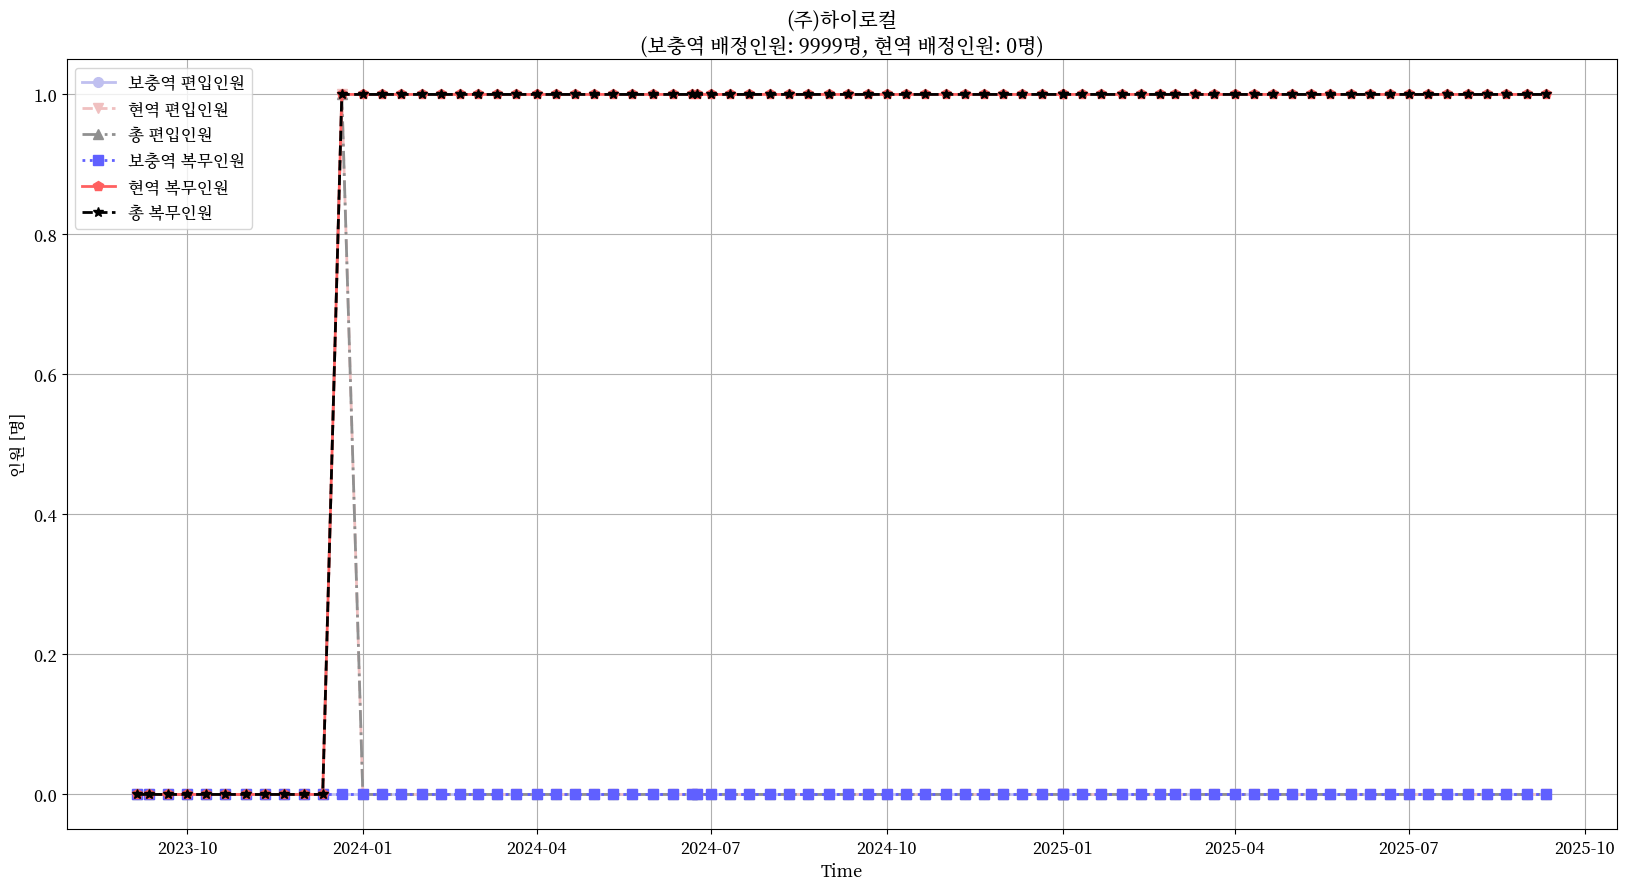 (주)하이로컬
(보충역 배정인원: 9999명, 현역 배정인원: 0명)
보충역 편입인원
현역 편입인원
총 편입인원
보충역 복무인원
현역 복무인원
총 복무인원
1.0
0.8
0.6
0.4
0.2
0.0
인원 [명]
2023-10
2024-01
2024-04
2024-07
2024-10
2025-01
2025-04
2025-07
2025-10
Time